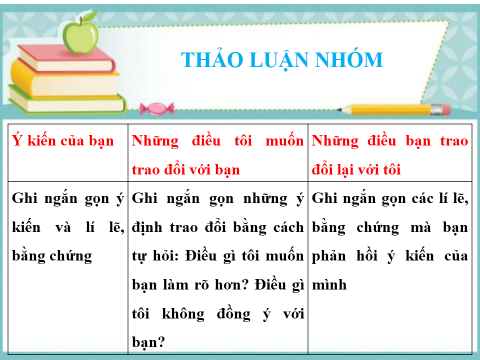 THẢO LUẬN NHÓM
Ý kiến của bạn
Những điều tôi muốn
trao đổi với bạn
Những điều bạn trao
đổi lại với tôi
Ghi ngắn gọn ý
kiến và lí lẽ,
bằng chứng
Ghi ngắn gọn những ý
định trao đổi bằng cách
tự hỏi: Điều gì tôi muốn
bạn làm rõ hơn? Điều gì
tôi không đồng ý với
bạn?
Ghi ngắn gọn các lí lẽ,
bằng chứng mà bạn
phản hồi ý kiến của
mình